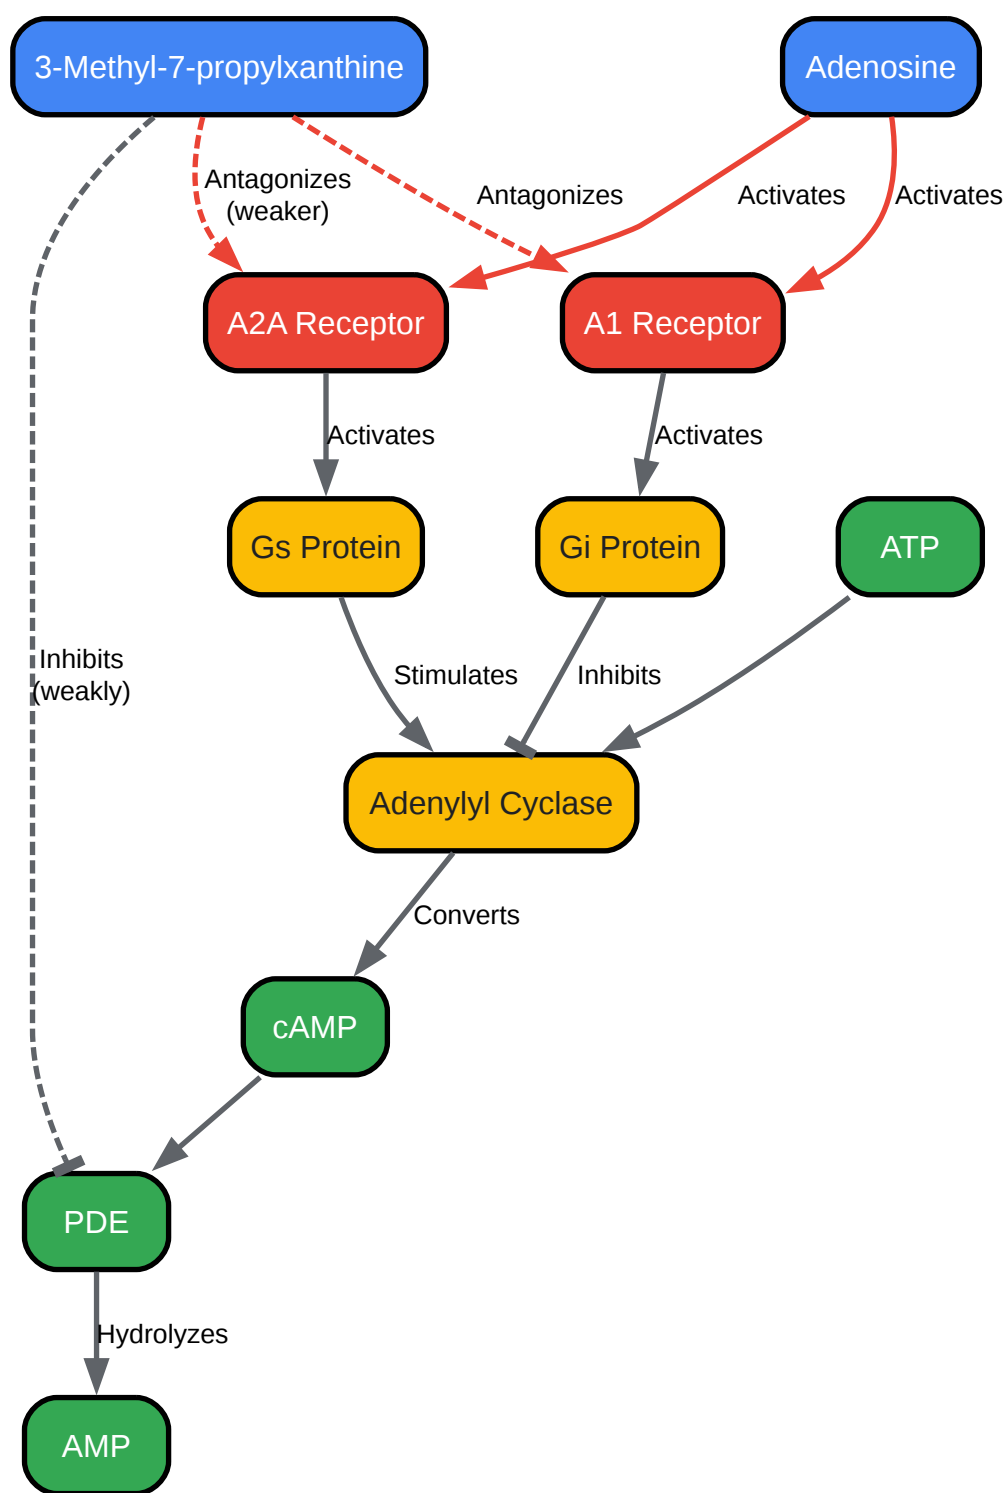 3-Methyl-7-propylxanthine
Adenosine
Antagonizes
(weaker)
Antagonizes
Activates
Activates
A2A Receptor
A1 Receptor
Activates
Activates
Gs Protein
Gi Protein
ATP
Inhibits
(weakly)
Stimulates
Inhibits
Adenylyl Cyclase
Converts
cAMP
PDE
Hydrolyzes
AMP